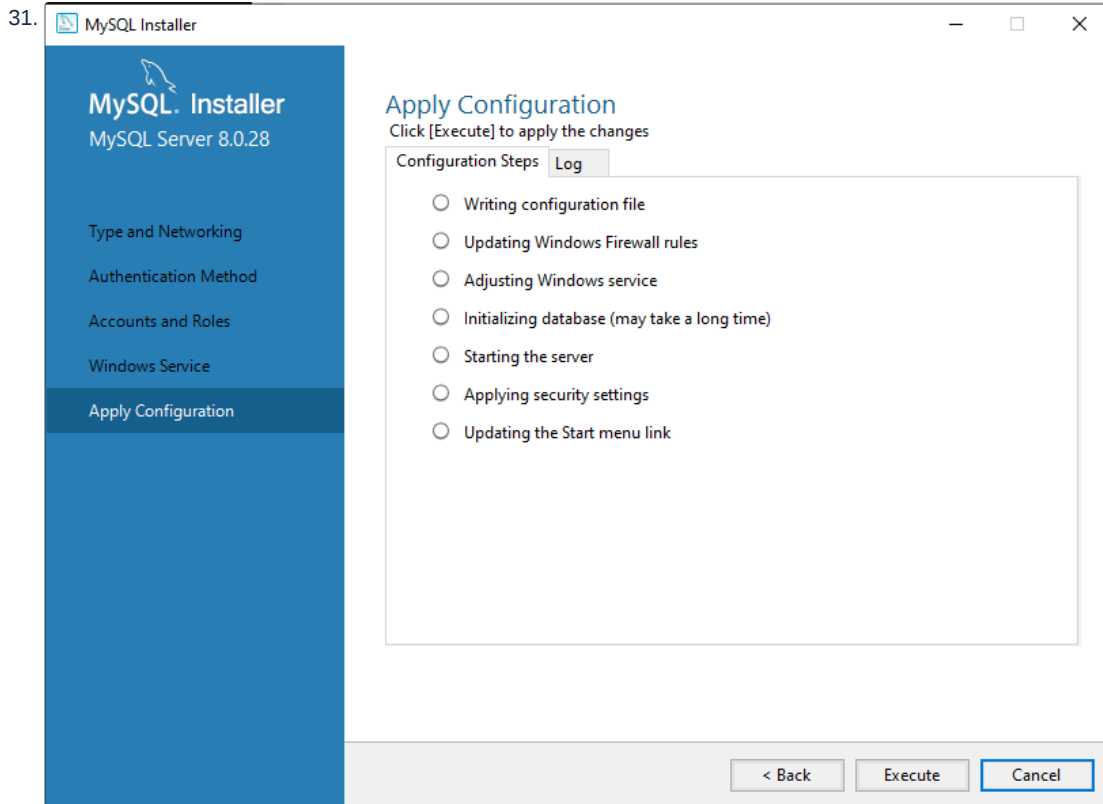 31.
MySQL Installer
MySQL. Installer
MySQL Server 8.0.28
Type and Networking
Authentication Method
Accounts and Roles
Windows Service
Apply Configuration
Apply Configuration
Click [Execute] to apply the changes
Configuration Steps Log
Writing configuration file
Updating Windows Firewall rules
Adjusting Windows service
Initializing database (may take a long time)
Starting the server
Applying security settings
Updating the Start menu link
< Back Execute Cancel